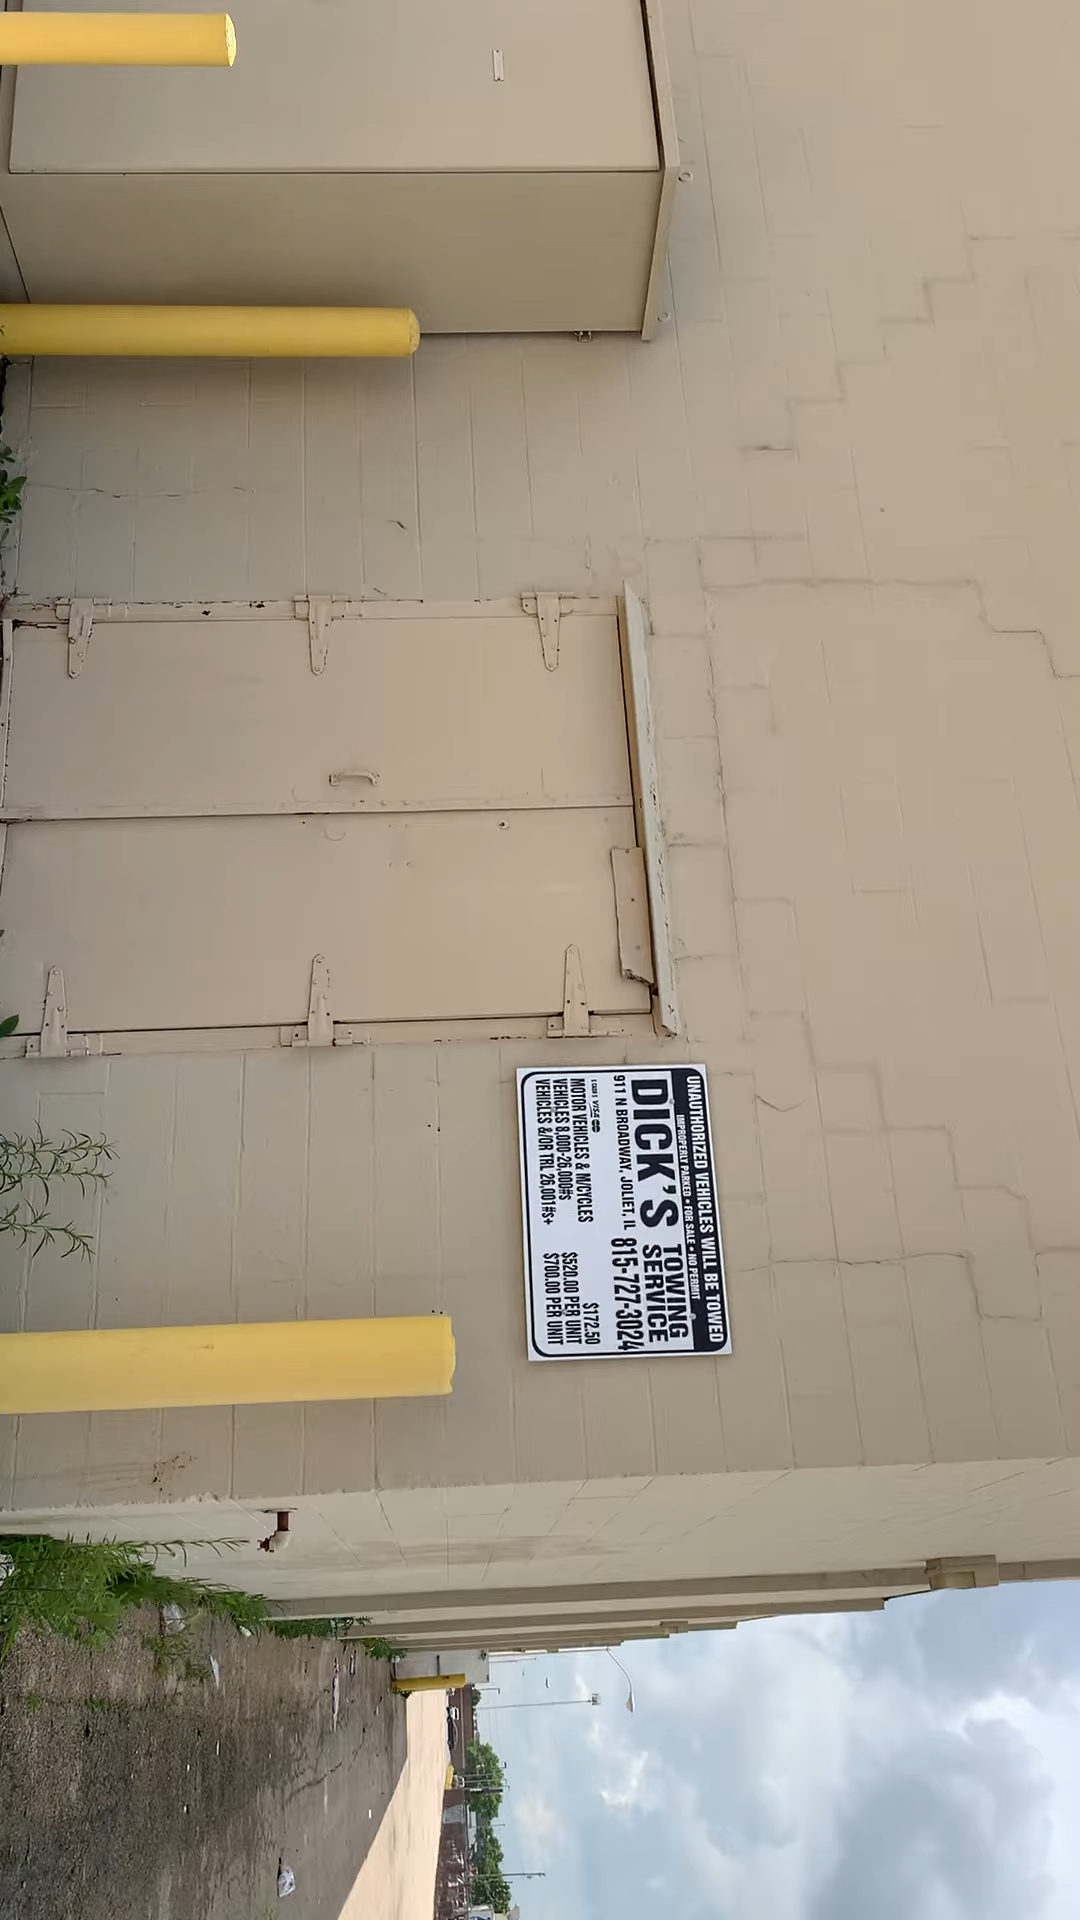 UNAUTHORIZED VEHICLES WILL BE TOWED
IMPROPERLY PARKED • FOR SALE • NO PERMIT
DICK'S TOWING SERVICE
911 N BROADWAY, JOLIET, IL 815-727-3024
VISA
MOTOR VEHICLES & M/CYCLES $172.50
VEHICLES 8,000-26,000#s $520.00 PER UNIT
VEHICLES &/OR TRL 26,001#s+ $700.00 PER UNIT